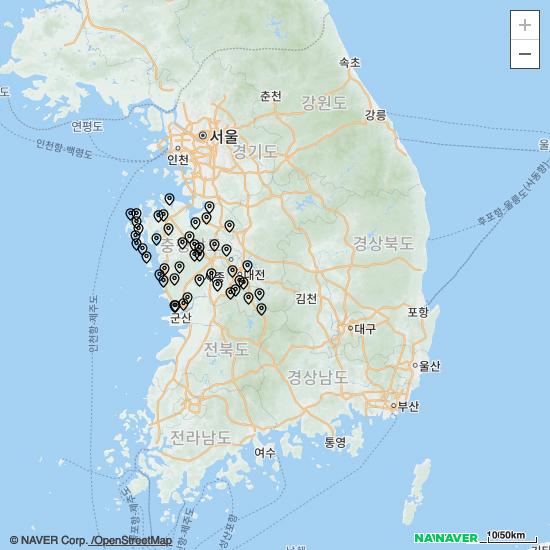 +
−
속초
춘천
강원도
강릉
연평도
서울
인천항-백령도
인천
경기도
울
후포항-울릉도(사동항)
충
경상북도
세종
대전
김천
인천항-제주도
군산
포항
대구
전북도
울산
경상남도
부산
전라남도
통영
여수
© NAVER Corp. /OpenStreetMap
NAVER
10/50km